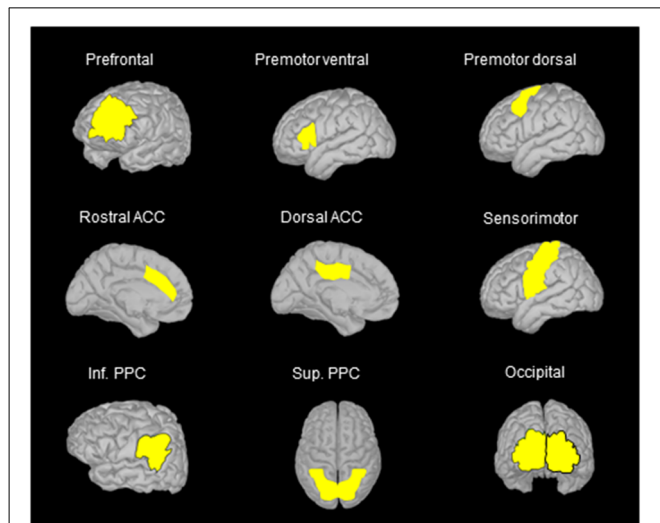 Prefrontal
Premotor ventral
Premotor dorsal
Rostral ACC
Dorsal ACC
Sensorimotor
Inf. PPC
Sup. PPC
Occipital